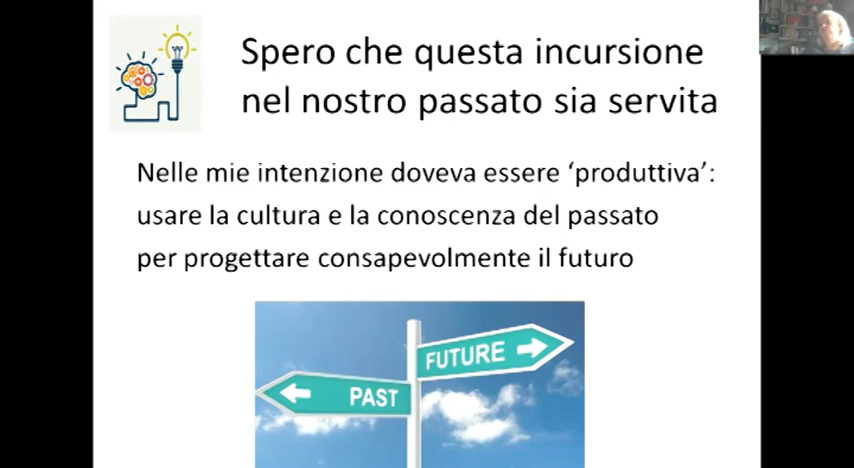 Spero che questa incursione
nel nostro passato sia servita
Nelle mie intenzione doveva essere ‘produttiva’:
usare la cultura e la conoscenza del passato
per progettare consapevolmente il futuro
FUTURE
PAST